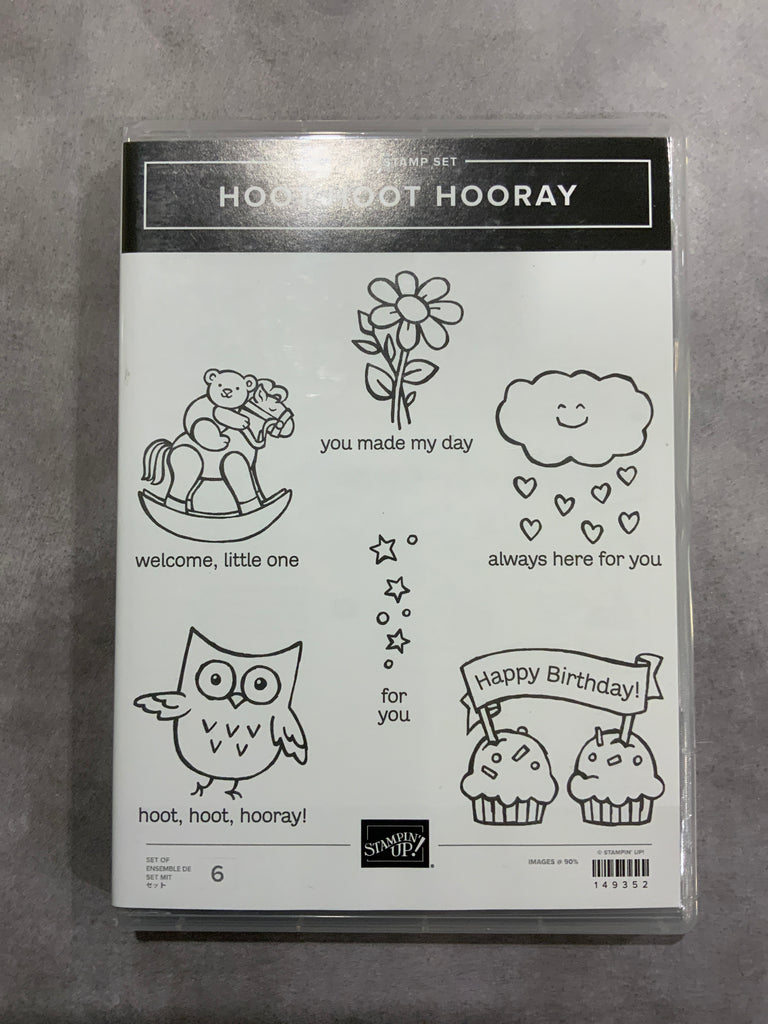 STAMP SET
HOOT HOOT HOORAY
you made my day
welcome, little one
always here for you
for
you
Happy Birthday!
hoot, hoot, hooray!
STAMPIN'
UP!
SET OF
ENSEMBLE DE
SET MIT
セット
6
IMAGES @ 90%
© STAMPIN' UP!
149352